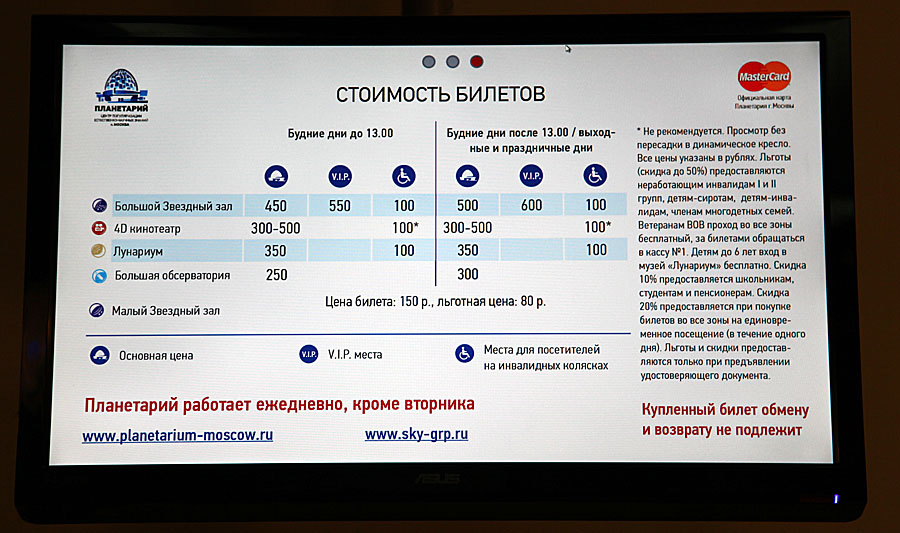 СТОИМОСТЬ БИЛЕТОВ
ПЛАНЕТАРИЙ
ЦЕНТР ПОПУЛЯРИЗАЦИИ
ЕСТЕСТВЕННОНАУЧНЫХ ЗНАНИЙ
г. МОСКВА
MasterCard
Официальная карта
Планетария г. Москвы
Будние дни до 13.00
Будние дни после 13.00 / выход-
ные и праздничные дни
V.I.P. V.I.P.
Большой Звездный зал 450 550 100 500 600 100
4D кинотеатр 300-500 100* 300-500 100*
Лунариум 350 100 350 100
Большая обсерватория 250 300
Малый Звездный зал Цена билета: 150 р., льготная цена: 80 р.
Основная цена
V.I.P. V.I.P. места
Места для посетителей
на инвалидных колясках
* Не рекомендуется. Просмотр без
пересадки в динамическое кресло.
Все цены указаны в рублях. Льготы
(скидка до 50%) предоставляются
неработающим инвалидам I и II
групп, детям-сиротам, детям-инва-
лидам, членам многодетных семей.
Ветеранам ВОВ проход во все зоны
бесплатный, за билетами обращаться
в кассу №1. Детям до 6 лет вход в
музей «Лунариум» бесплатно. Скидка
10% предоставляется школьникам,
студентам и пенсионерам. Скидка
20% предоставляется при покупке
билетов во все зоны на единовре-
менное посещение (в течение одного
дня). Льготы и скидки предостав-
ляются только при предъявлении
удостоверяющего документа.
Планетарий работает ежедневно, кроме вторника
www.planetarium-moscow.ru www.sky-grp.ru
Купленный билет обмену
и возврату не подлежит
ASUS